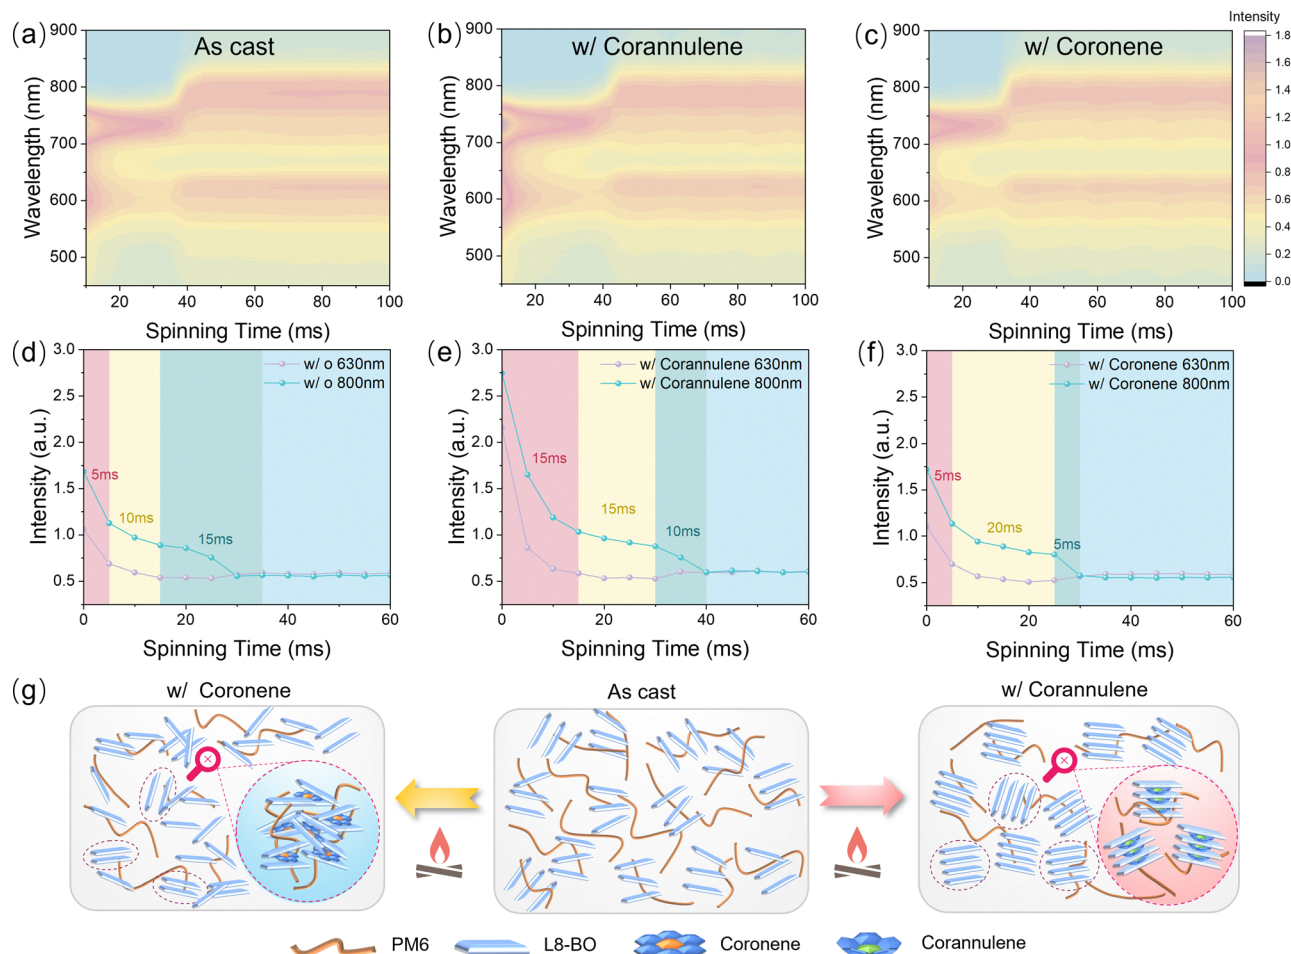 (a)
As cast
Wavelength (nm)
900
800
700
600
500
20 40 60 80 100
Spinning Time (ms)
(b)
w/ Corannulene
Wavelength (nm)
900
800
700
600
500
20 40 60 80 100
Spinning Time (ms)
(c)
w/ Coronene
Wavelength (nm)
900
800
700
600
500
20 40 60 80 100
Spinning Time (ms)
Intensity
1.8
1.6
1.4
1.2
1.0
0.8
0.6
0.4
0.2
0.0
(d)
w/ o 630nm
w/ o 800nm
Intensity (a.u.)
3.0
2.5
2.0
1.5
1.0
0.5
5ms
10ms
15ms
0 20 40 60
Spinning Time (ms)
(e)
w/ Corannulene 630nm
w/ Corannulene 800nm
Intensity (a.u.)
3.0
2.5
2.0
1.5
1.0
0.5
15ms
15ms
10ms
0 20 40 60
Spinning Time (ms)
(f)
w/ Coronene 630nm
w/ Coronene 800nm
Intensity (a.u.)
3.0
2.5
2.0
1.5
1.0
0.5
5ms
20ms
5ms
0 20 40 60
Spinning Time (ms)
(g)
w/ Coronene
As cast
w/ Corannulene
PM6
L8-BO
Coronene
Corannulene